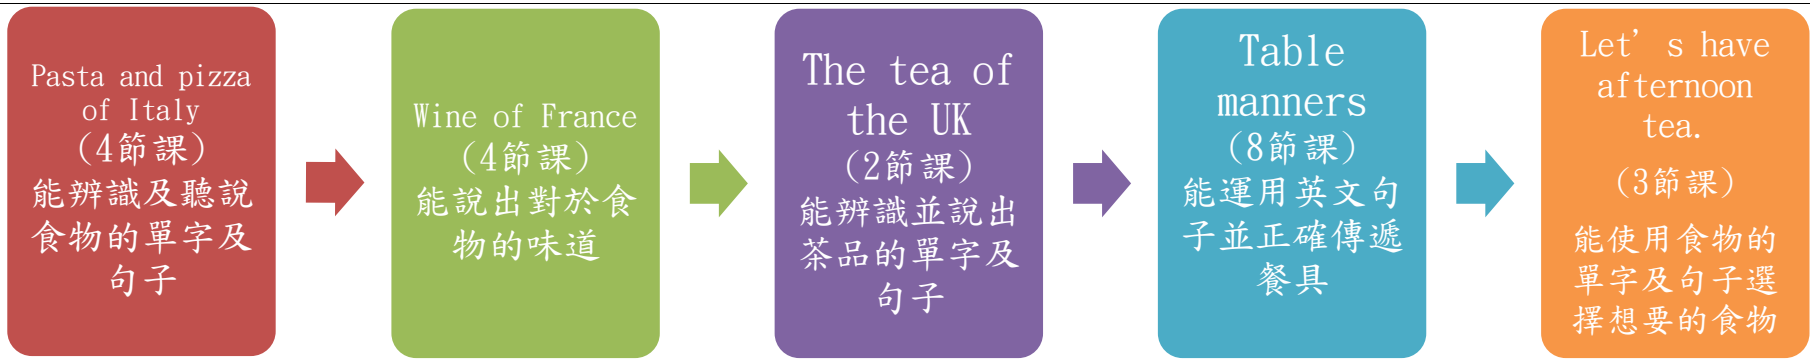 Pasta and pizza
of Italy
(4節課)
能辨識及聽說
食物的單字及
句子
Wine of France
(4節課)
能說出對於食
物的味道
The tea of
the UK
(2節課)
能辨識並說出
茶品的單字及
句子
Table
manners
(8節課)
能運用英文句
子並正確傳遞
餐具
Let’s have
afternoon
tea.
(3節課)
能使用食物的
單字及句子選
擇想要的食物